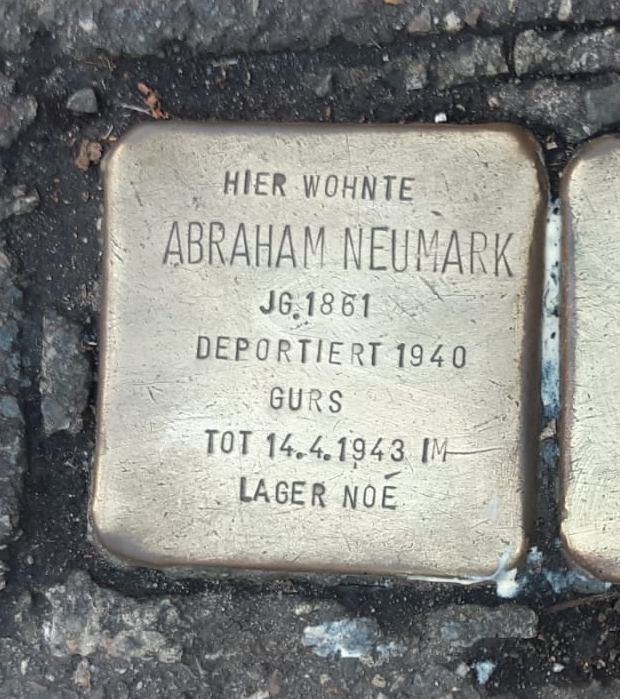 HIER WOHNTE
ABRAHAM NEUMARK
JG. 1861
DEPORTIERT 1940
GURS
TOT 14.4.1943 IM
LAGER NOÉ